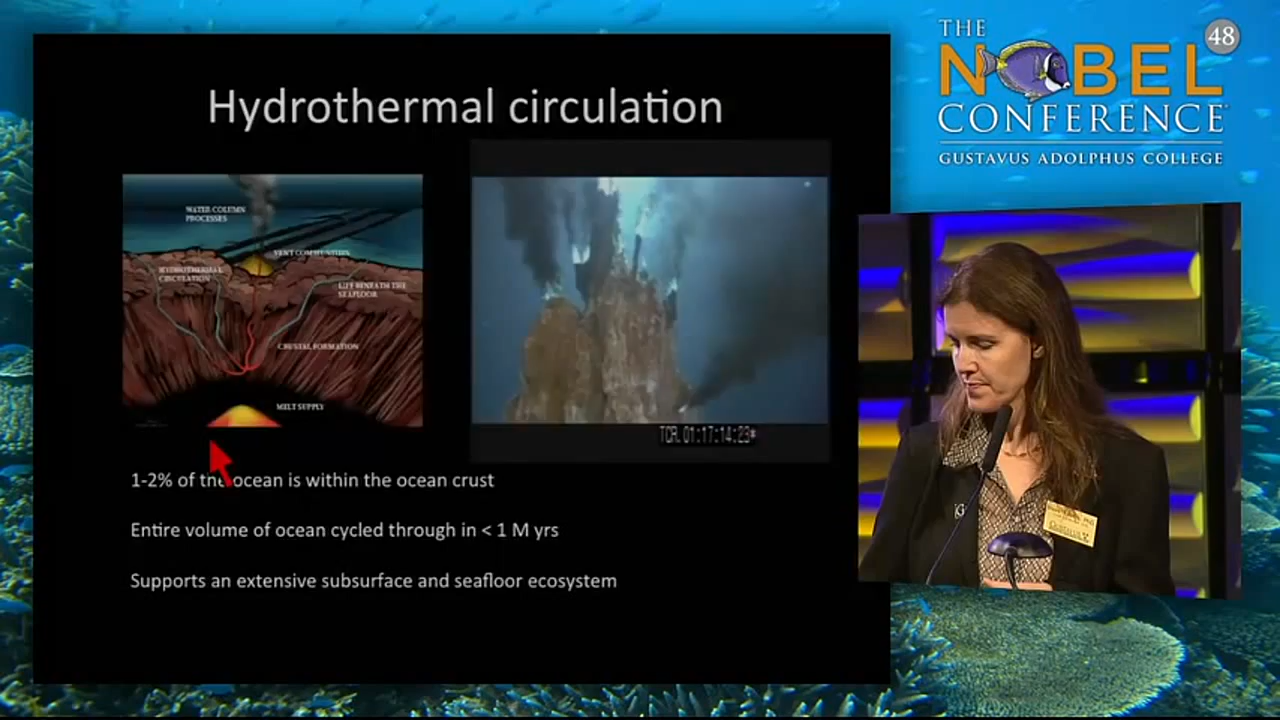 Hydrothermal circulation
WATER COLUMN
PROCESSES
VENT COMMUNITIES
HYDROTHERMAL
CIRCULATION
LIFE BENEATH THE
SEAFLOOR
CRUSTAL FORMATION
MELT SUPPLY
TCR 01:17:14:23*
1-2% of the ocean is within the ocean crust
Entire volume of ocean cycled through in < 1 M yrs
Supports an extensive subsurface and seafloor ecosystem
THE
NOBEL
48
CONFERENCE
GUSTAVUS ADOLPHUS COLLEGE